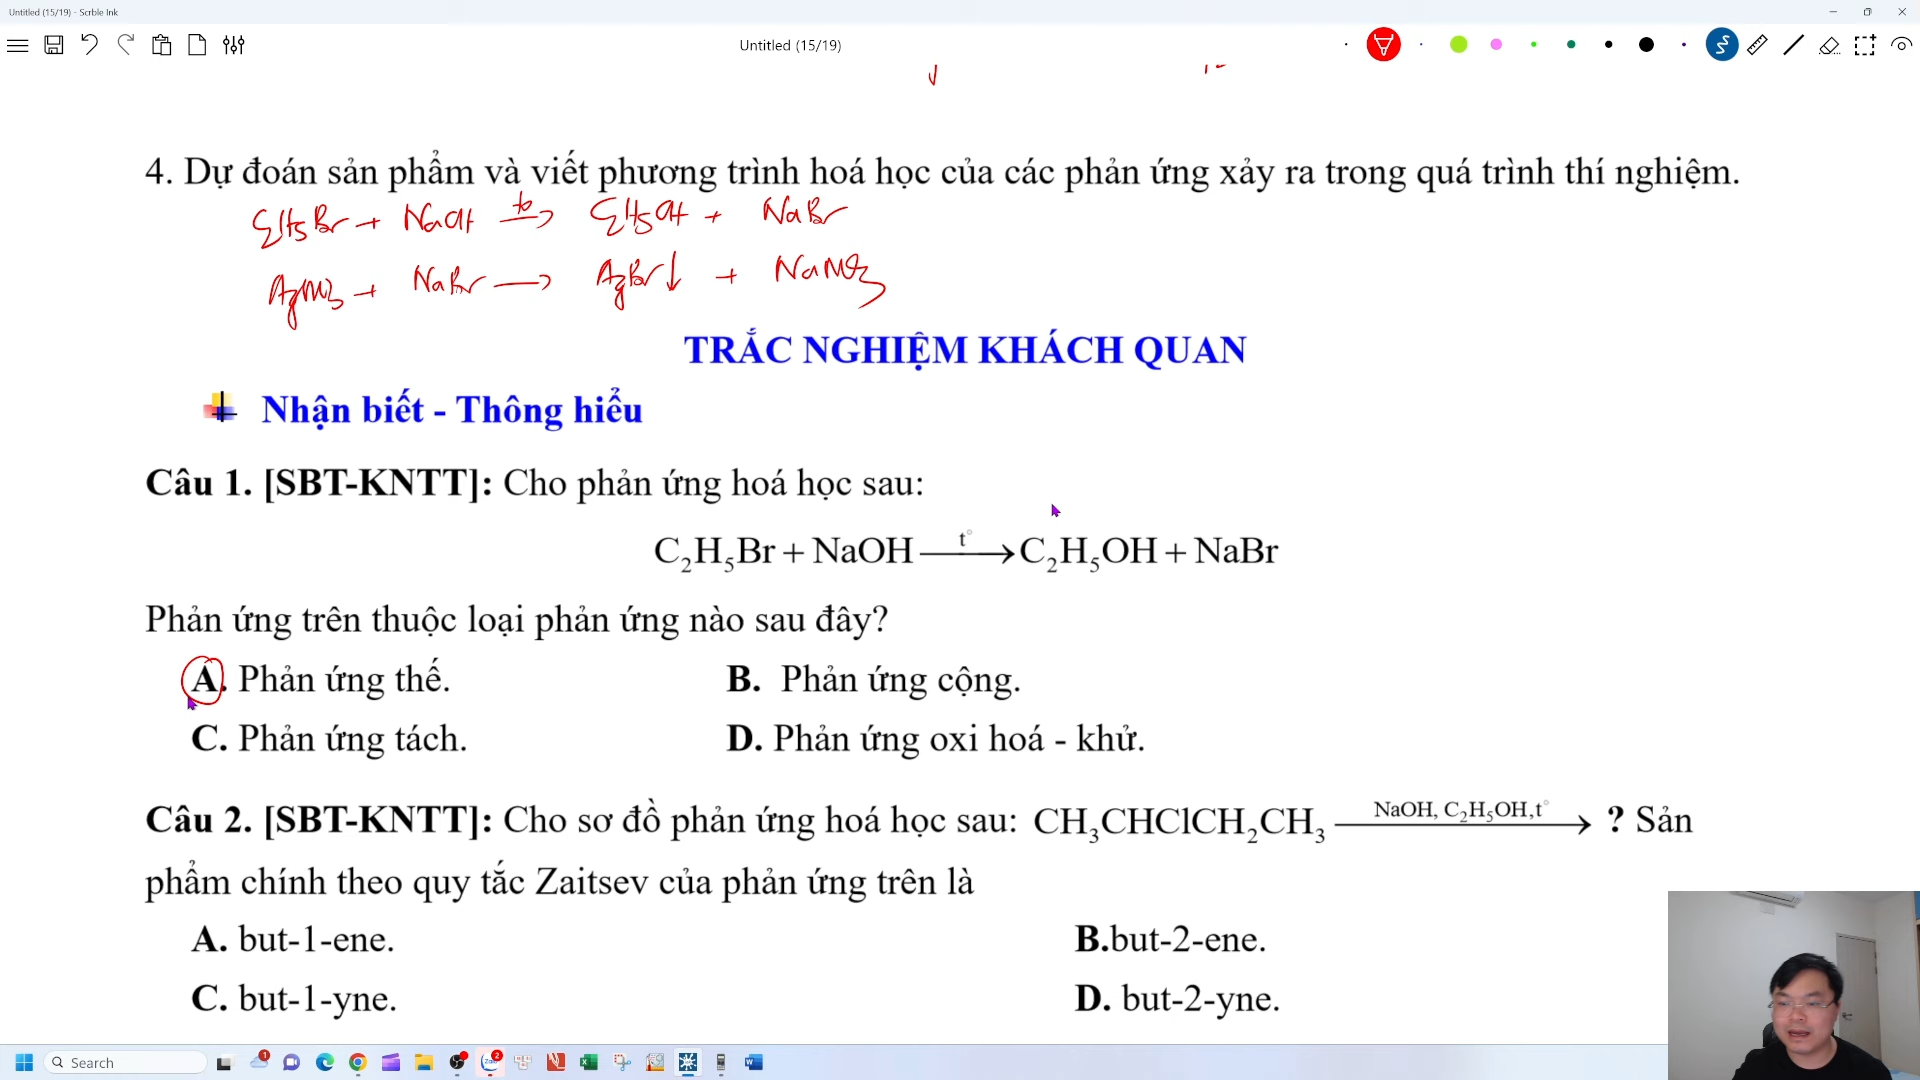 Untitled (15/19) - Scrble Ink
Untitled (15/19)
4. Dự đoán sản phẩm và viết phương trình hoá học của các phản ứng xảy ra trong quá trình thí nghiệm.
C2H5Br + NaOH →to C2H5OH + NaBr
AgNO3 + NaBr → AgBr↓ + NaNO3
TRẮC NGHIỆM KHÁCH QUAN
Nhận biết - Thông hiểu
Câu 1. [SBT-KNTT]: Cho phản ứng hoá học sau:
C₂H₅Br + NaOH —t°→ C₂H₅OH + NaBr
Phản ứng trên thuộc loại phản ứng nào sau đây?
A. Phản ứng thế. B. Phản ứng cộng.
C. Phản ứng tách. D. Phản ứng oxi hoá - khử.
Câu 2. [SBT-KNTT]: Cho sơ đồ phản ứng hoá học sau: CH₃CHClCH₂CH₃ —NaOH, C₂H₅OH,t°→ ? Sản
phẩm chính theo quy tắc Zaitsev của phản ứng trên là
A. but-1-ene. B.but-2-ene.
C. but-1-yne. D. but-2-yne.
Search